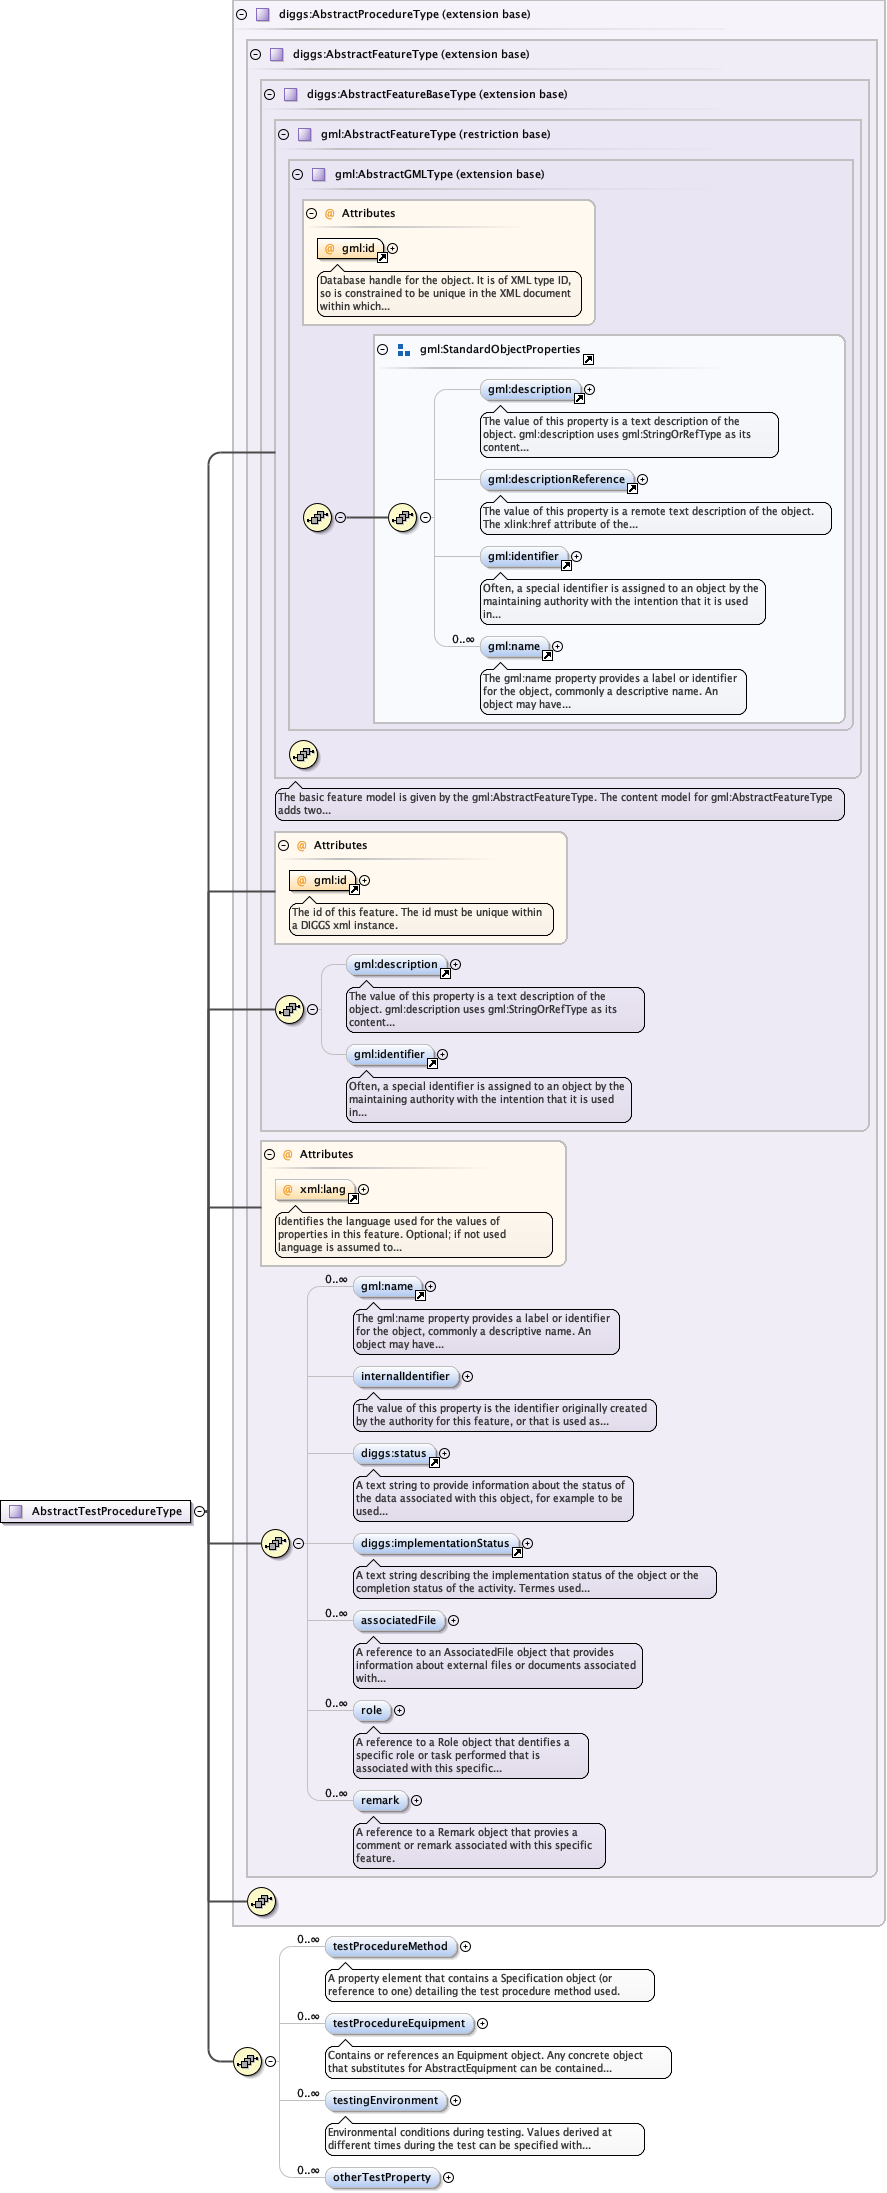 diggs:AbstractProcedureType (extension base)
diggs:AbstractFeatureType (extension base)
diggs:AbstractFeatureBaseType (extension base)
gml:AbstractFeatureType (restriction base)
gml:AbstractGMLType (extension base)
@ Attributes
@ gml:id
Database handle for the object. It is of XML type ID,
so is constrained to be unique in the XML document
within which...
gml:StandardObjectProperties
gml:description
The value of this property is a text description of the
object. gml:description uses gml:StringOrRefType as its
content...
gml:descriptionReference
The value of this property is a remote text description of the object.
The xlink:href attribute of the...
gml:identifier
Often, a special identifier is assigned to an object by the
maintaining authority with the intention that it is used
in...
0..∞
gml:name
The gml:name property provides a label or identifier
for the object, commonly a descriptive name. An
object may have...
The basic feature model is given by the gml:AbstractFeatureType. The content model for gml:AbstractFeatureType
adds two...
@ Attributes
@ gml:id
The id of this feature. The id must be unique within
a DIGGS xml instance.
gml:description
The value of this property is a text description of the
object. gml:description uses gml:StringOrRefType as its
content...
gml:identifier
Often, a special identifier is assigned to an object by the
maintaining authority with the intention that it is used
in...
@ Attributes
@ xml:lang
Identifies the language used for the values of
properties in this feature. Optional; if not used
language is assumed to...
0..∞
gml:name
The gml:name property provides a label or identifier
for the object, commonly a descriptive name. An
object may have...
internalIdentifier
The value of this property is the identifier originally created
by the authority for this feature, or that is used as...
diggs:status
A text string to provide information about the status of
the data associated with this object, for example to be
used...
AbstractTestProcedureType
diggs:implementationStatus
A text string describing the implementation status of the object or the
completion status of the activity. Termes used...
0..∞
associatedFile
A reference to an AssociatedFile object that provides
information about external files or documents associated
with...
0..∞
role
A reference to a Role object that dentifies a
specific role or task performed that is
associated with this specific...
0..∞
remark
A reference to a Remark object that provies a
comment or remark associated with this specific
feature.
0..∞
testProcedureMethod
A property element that contains a Specification object (or
reference to one) detailing the test procedure method used.
0..∞
testProcedureEquipment
Contains or references an Equipment object. Any concrete object
that substitutes for AbstractEquipment can be contained...
0..∞
testingEnvironment
Environmental conditions during testing. Values derived at
different times during the test can be specified with...
0..∞
otherTestProperty